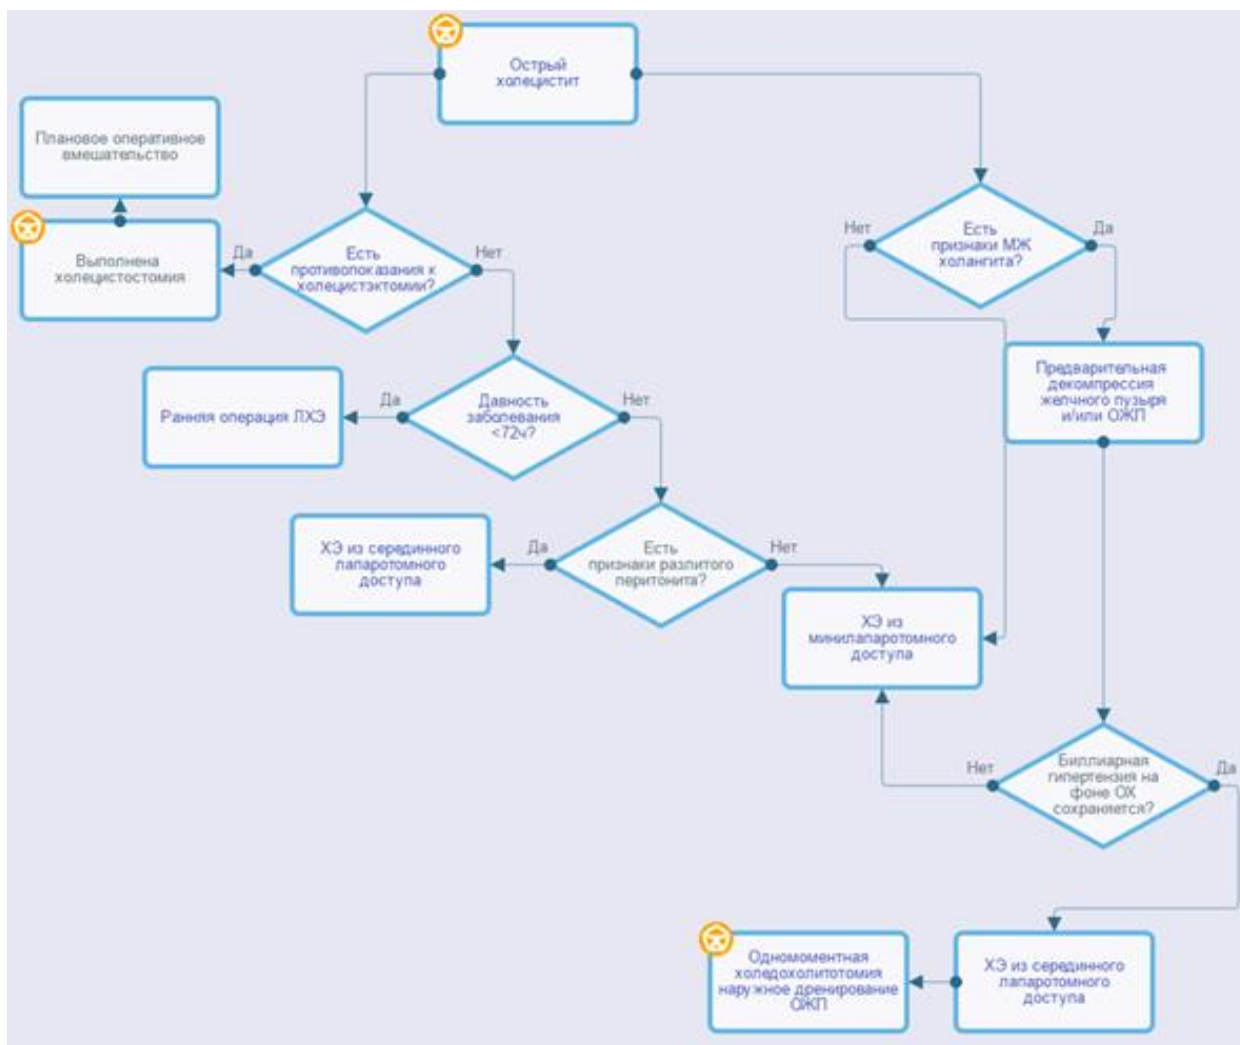 Острый
холецистит
Плановое оперативное
вмешательство
Выполнена
холецистостомия
Да
Есть
противопоказания к
холецистэктомии?
Нет
Нет
Есть
признаки МЖ
холангита?
Да
Предварительная
декомпрессия
желчного пузыря
и/или ОЖП
Ранняя операция ЛХЭ
Да
Давность
заболевания
<72ч?
Нет
ХЭ из серединного
лапаротомного
доступа
Да
Есть
признаки разлитого
перитонита?
Нет
ХЭ из
минилапаротомного
доступа
Нет
Биллиарная
гипертензия на
фоне ОХ
сохраняется?
Да
Одномоментная
холедохолитотомия
наружное дренирование
ОЖП
ХЭ из серединного
лапаротомного
доступа